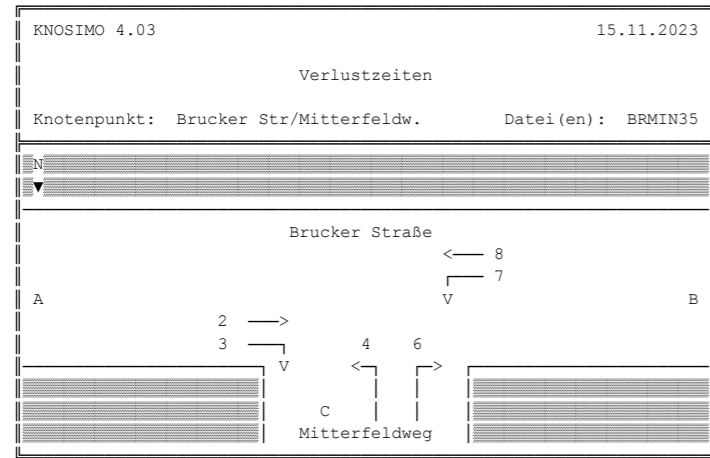 KNOSIMO 4.03 15.11.2023
Verlustzeiten
Knotenpunkt: Brucker Str/Mitterfeldw. Datei(en): BRMIN35
N
▼
Brucker Straße
<── 8
7
A V B
2 ──>
3 4 6
V <─ ─>
C
Mitterfeldweg